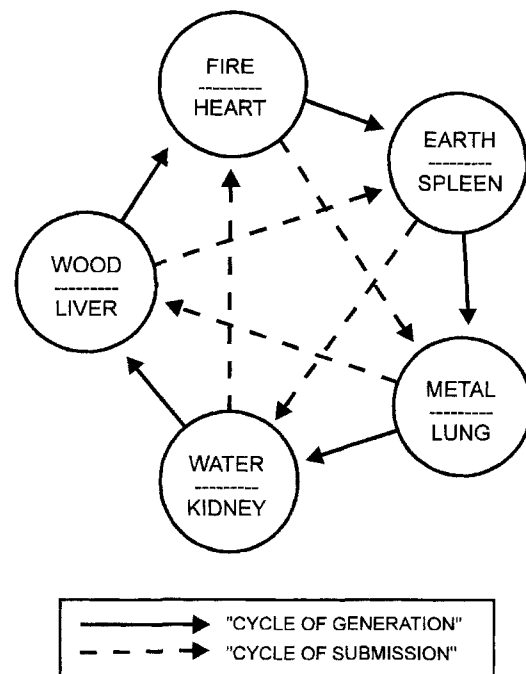 FIRE
HEART
EARTH
SPLEEN
WOOD
LIVER
METAL
LUNG
WATER
KIDNEY
"CYCLE OF GENERATION"
"CYCLE OF SUBMISSION"